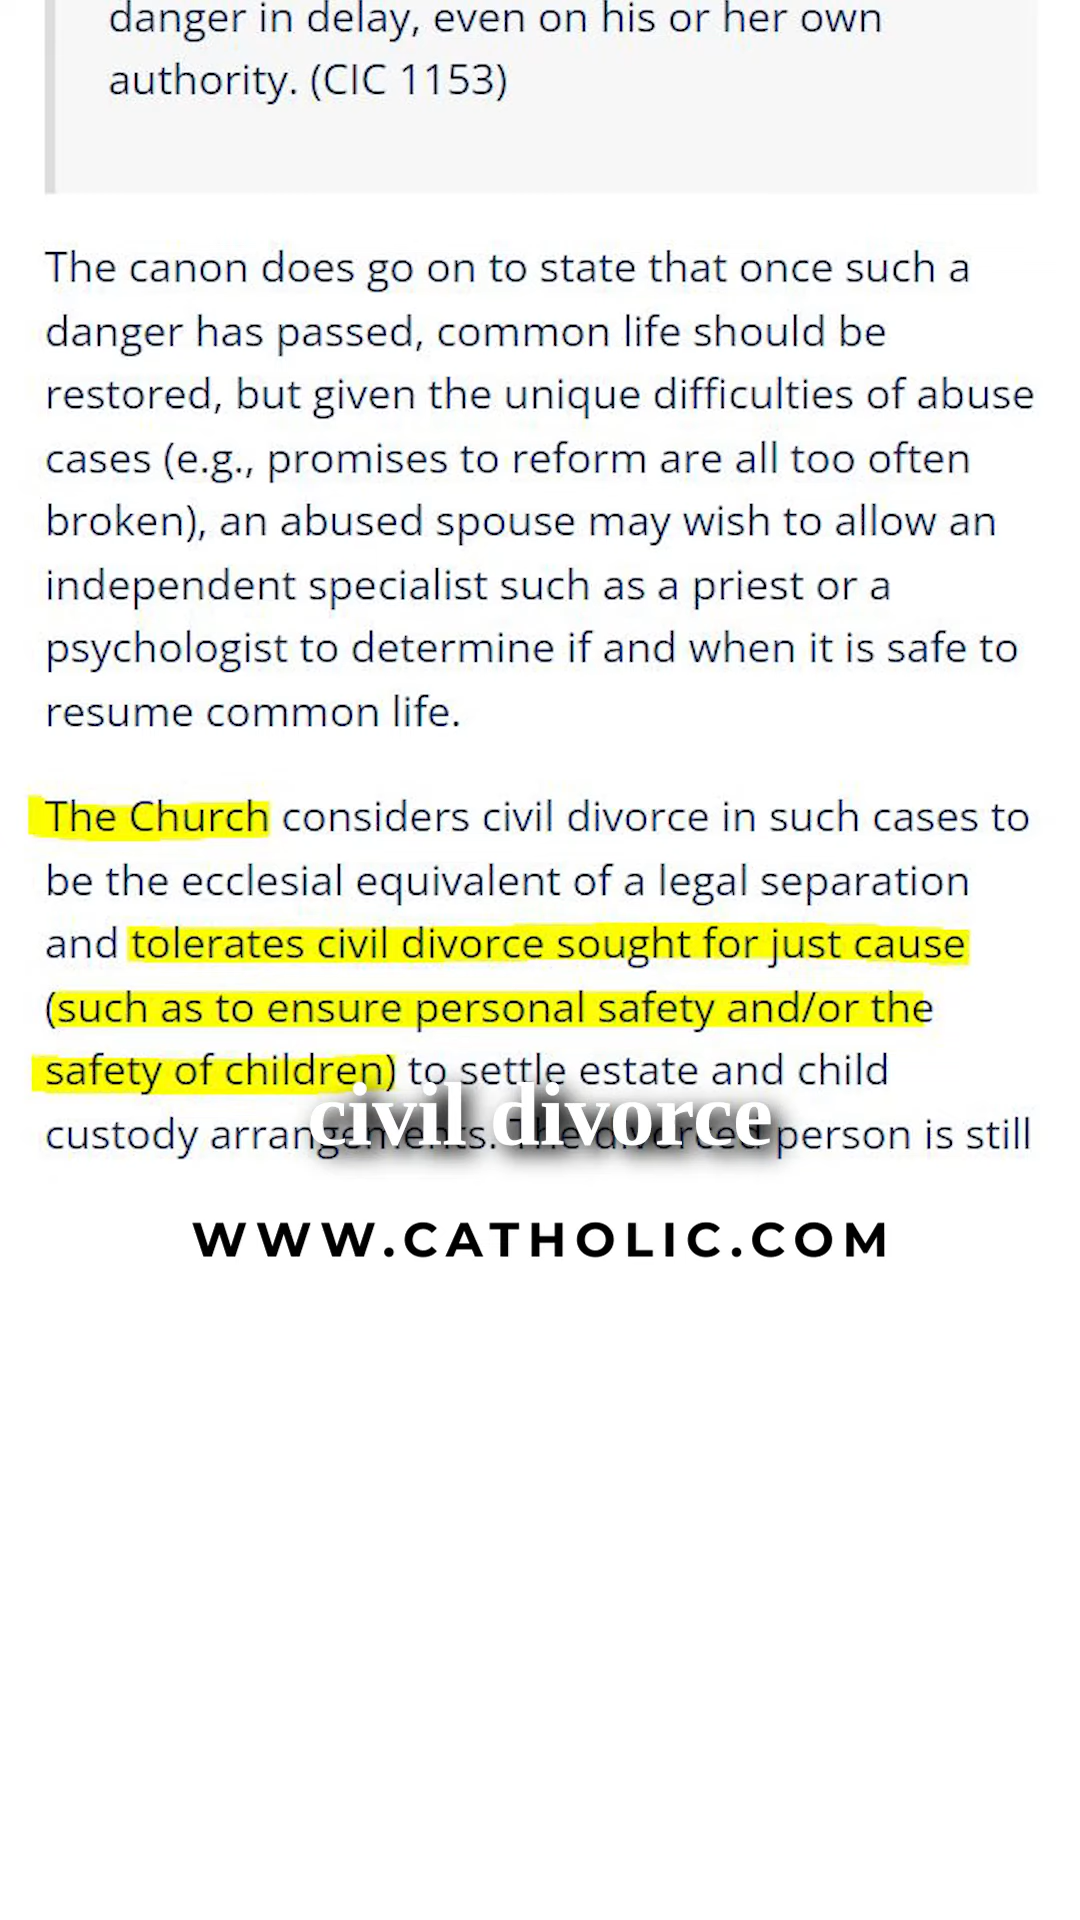 danger in delay, even on his or her own
authority. (CIC 1153)
The canon does go on to state that once such a
danger has passed, common life should be
restored, but given the unique difficulties of abuse
cases (e.g., promises to reform are all too often
broken), an abused spouse may wish to allow an
independent specialist such as a priest or a
psychologist to determine if and when it is safe to
resume common life.
The Church considers civil divorce in such cases to
be the ecclesial equivalent of a legal separation
and tolerates civil divorce sought for just cause
(such as to ensure personal safety and/or the
safety of children) to settle estate and child
custody arrangements. The divorced person is still
civil divorce
WWW.CATHOLIC.COM